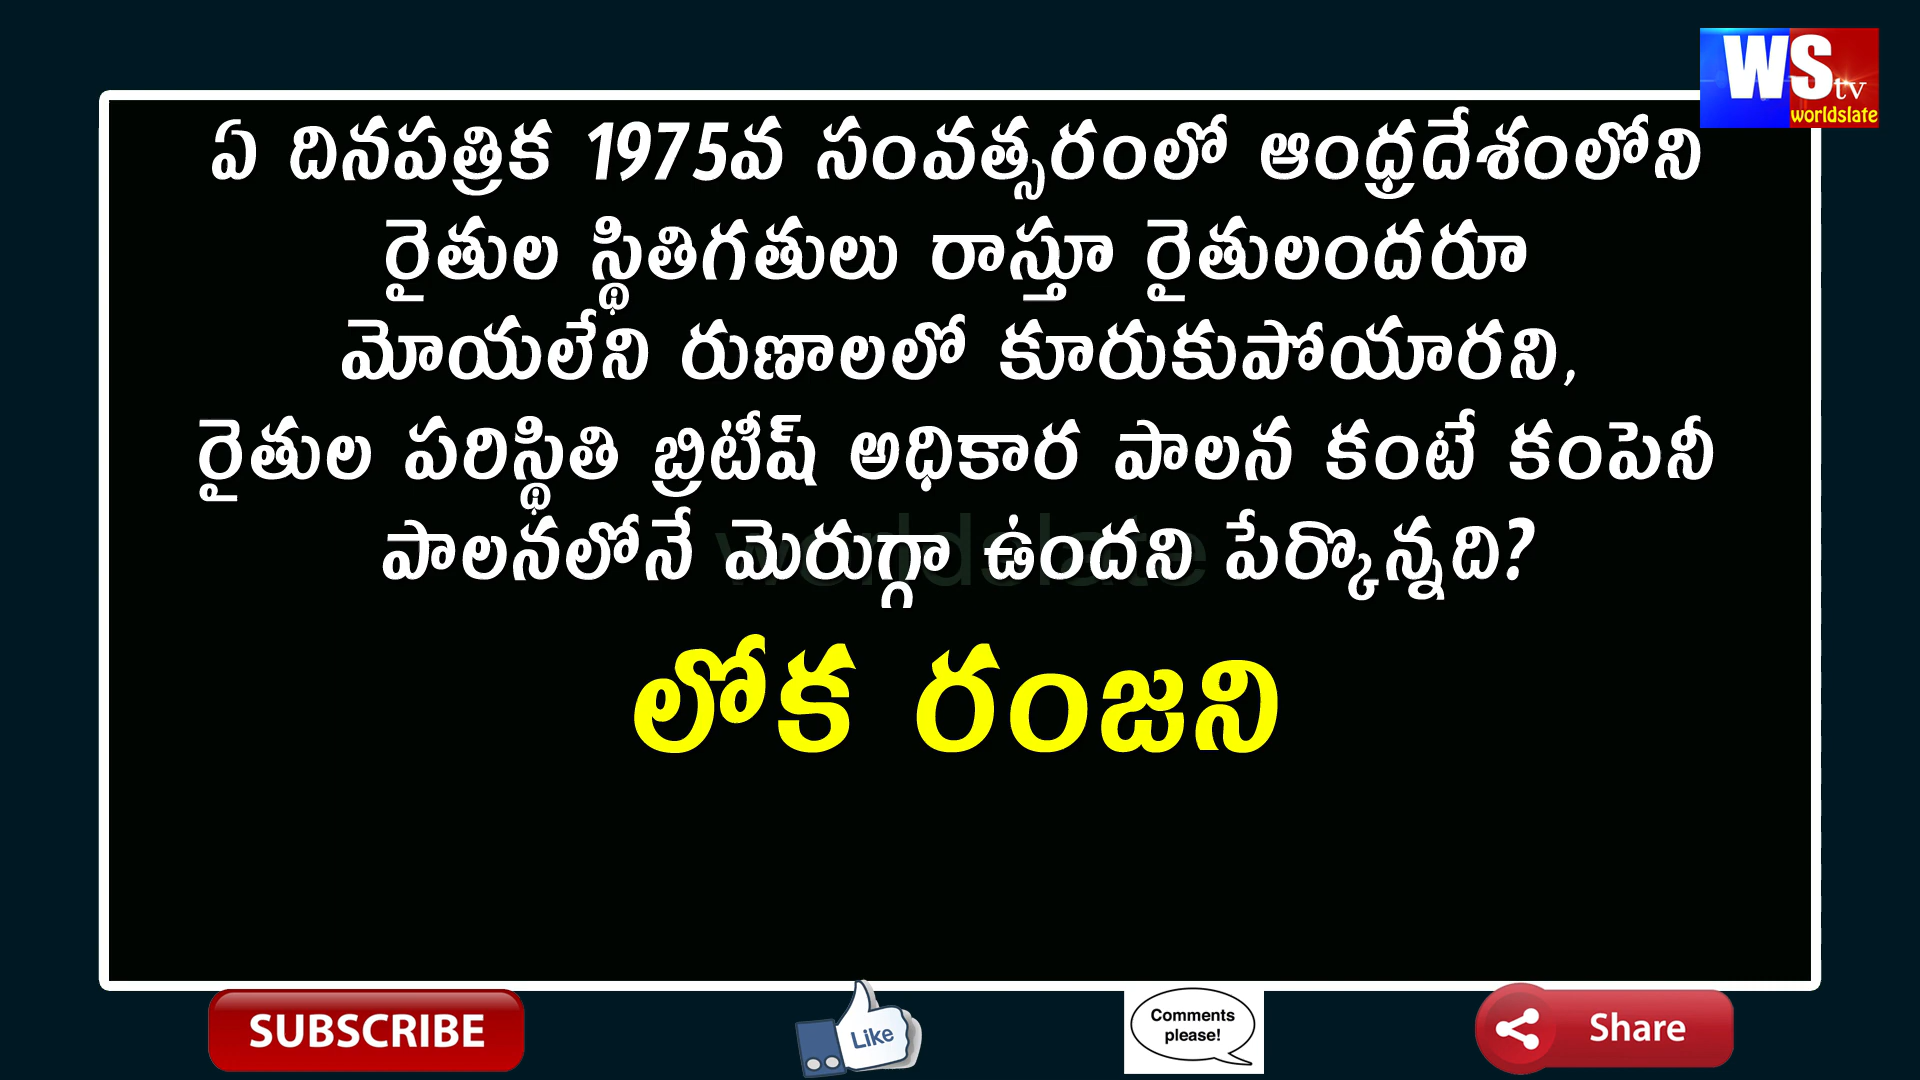 WS tv
worldslate
ఏ దినపత్రిక 1975వ సంవత్సరంలో ఆంధ్రదేశంలోని
రైతుల స్థితిగతులు రాస్తూ రైతులందరూ
మోయలేని రుణాలలో కూరుకుపోయారని,
రైతుల పరిస్థితి బ్రిటీష్ అధికార పాలన కంటే కంపెనీ
పాలనలోనే మెరుగ్గా ఉందని పేర్కొన్నది?
worldslate
లోక రంజని
SUBSCRIBE
Like
Comments
please!
Share